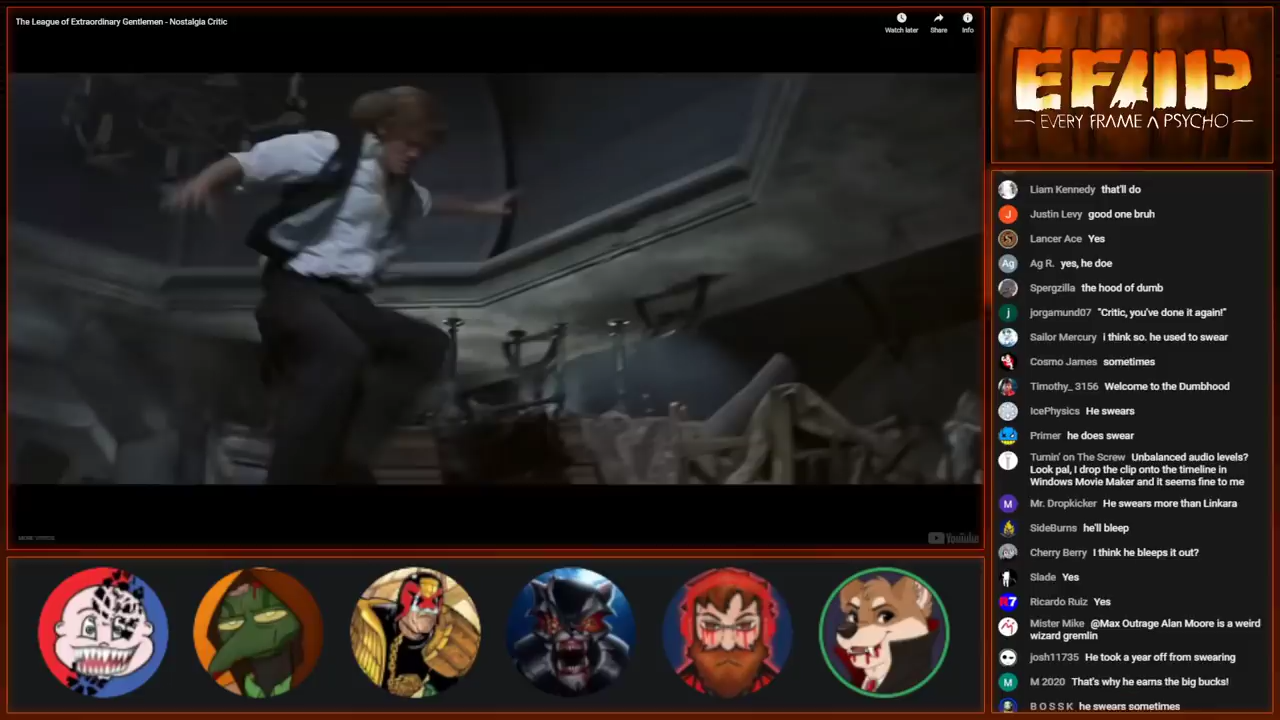 The League of Extraordinary Gentlemen - Nostalgia Critic
Watch later
Share
Info
EFAP
EVERY FRAME A PSYCHO
Liam Kennedy that'll do
J Justin Levy good one bruh
Lancer Ace Yes
Ag Ag R. yes, he doe
Spergzilla the hood of dumb
j jorgamund07 "Critic, you've done it again!"
Sailor Mercury i think so. he used to swear
Cosmo James sometimes
Timothy_ 3156 Welcome to the Dumbhood
IcePhysics He swears
Primer he does swear
Turnin' on The Screw Unbalanced audio levels?
Look pal, I drop the clip onto the timeline in
Windows Movie Maker and it seems fine to me
M Mr. Dropkicker He swears more than Linkara
SideBurns he'll bleep
Cherry Berry I think he bleeps it out?
Slade Yes
R7 Ricardo Ruiz Yes
Mister Mike @Max Outrage Alan Moore is a weird
wizard gremlin
josh11735 He took a year off from swearing
M M 2020 That's why he earns the big bucks!
B O S S K he swears sometimes
YouTube